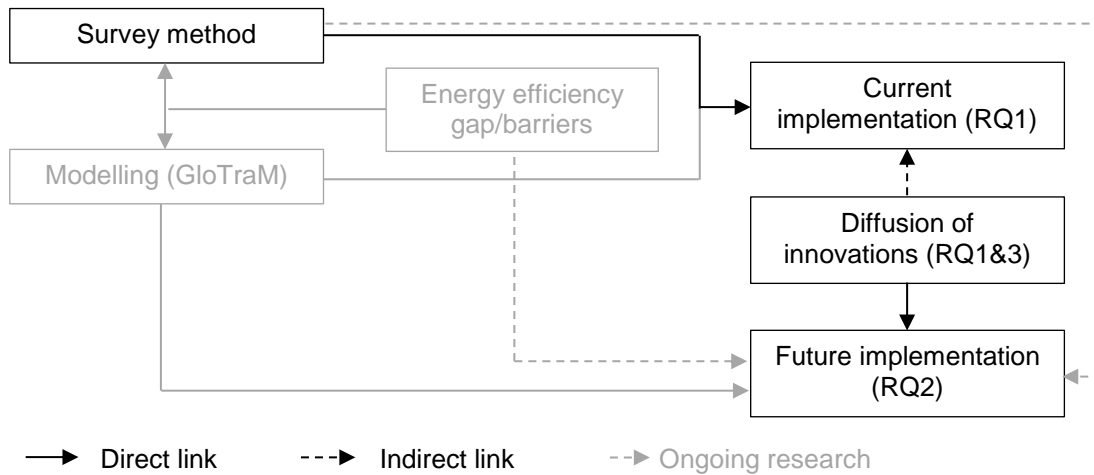 Survey method
Energy efficiency
gap/barriers
Current
implementation (RQ1)
Modelling (GloTraM)
Diffusion of
innovations (RQ1&3)
Future implementation
(RQ2)
Direct link
Indirect link
Ongoing research